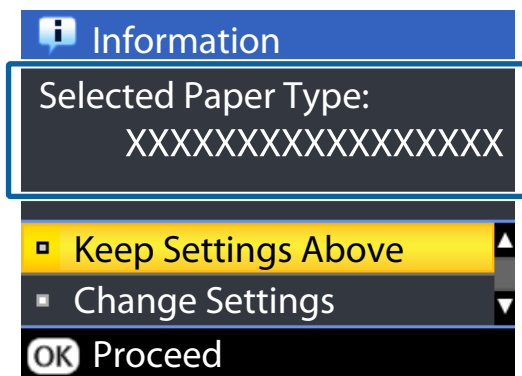 Information
Selected Paper Type:
XXXXXXXXXXXXXXXXX
Keep Settings Above
Change Settings
OK Proceed